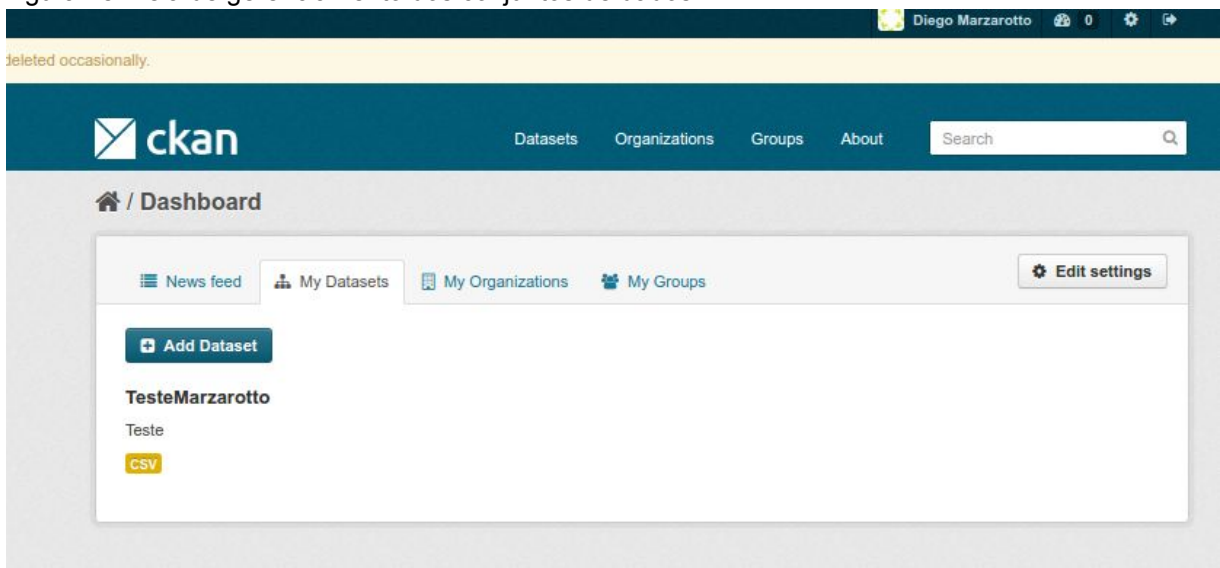 Diego Marzarotto 0
deleted occasionally.
ckan
Datasets Organizations Groups About Search
/ Dashboard
News feed My Datasets My Organizations My Groups Edit settings
Add Dataset
TesteMarzarotto
Teste
CSV